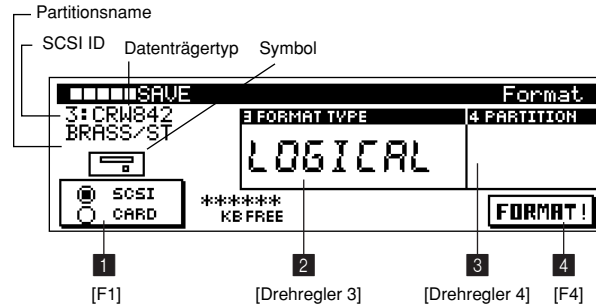 Partitionsname
SCSI ID
Datenträgertyp
Symbol
SAVE
Format
3:CRW842
BRASS/ST
3 FORMAT TYPE
4 PARTITION
LOGICAL
SCSI
CARD
******
KB FREE
FORMAT!
1
2
3
4
[F1]
[Drehregler 3]
[Drehregler 4]
[F4]